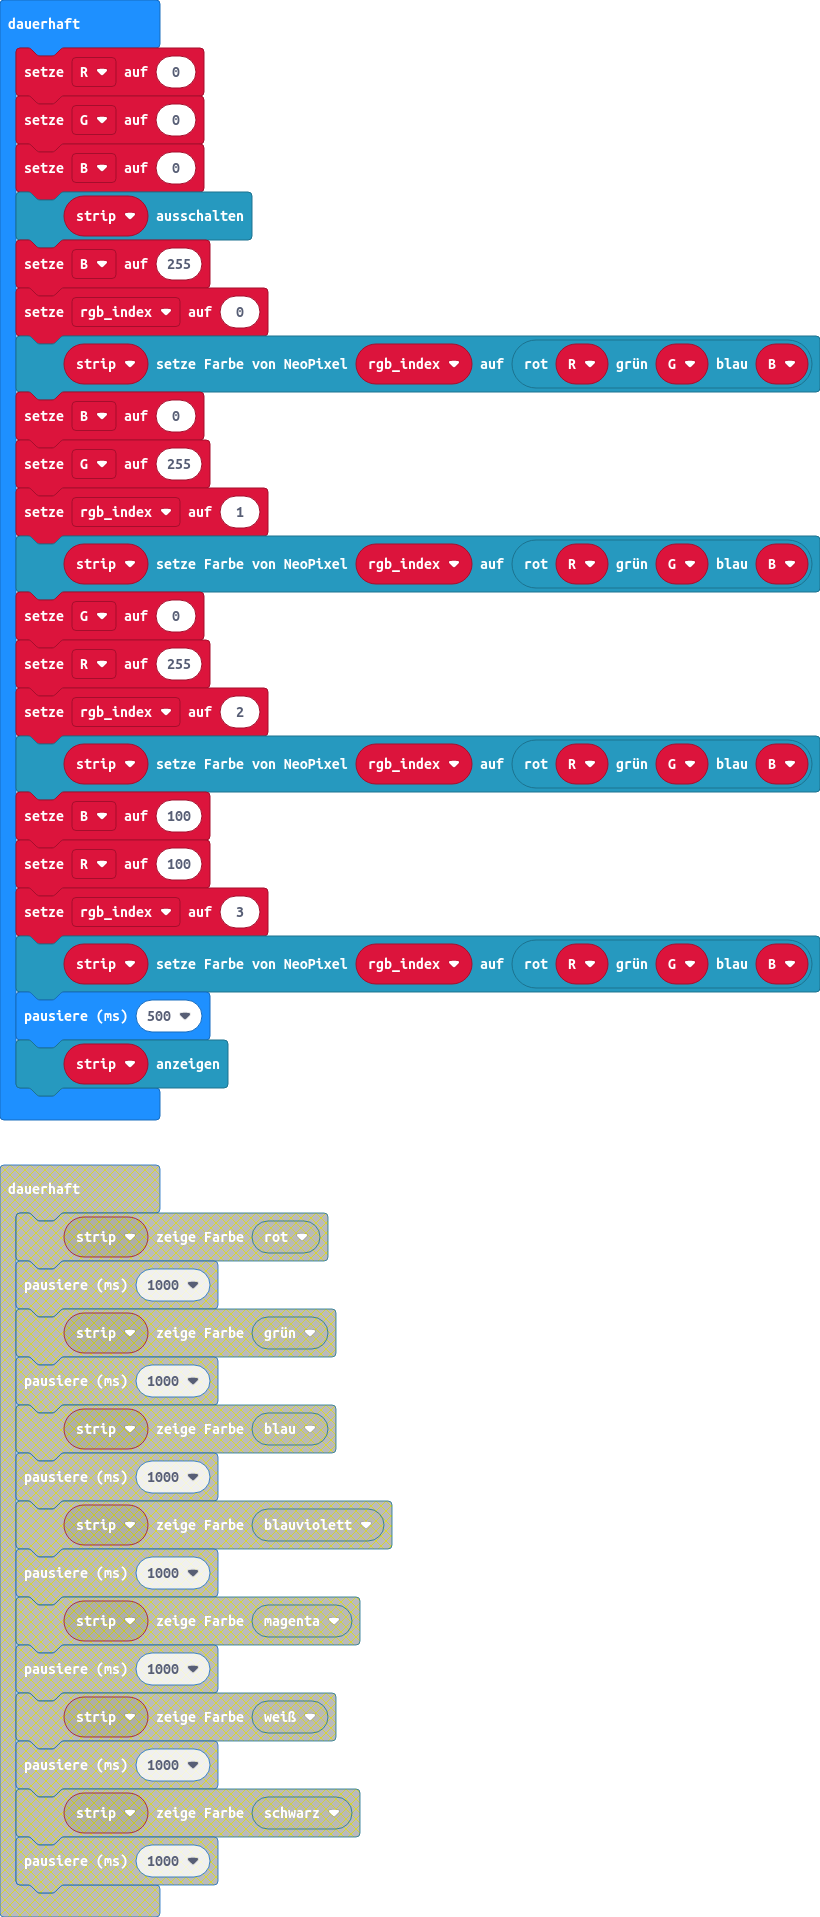 dauerhaft
setze R auf 0
setze G auf 0
setze B auf 0
strip ausschalten
setze B auf 255
setze rgb_index auf 0
strip setze Farbe von NeoPixel rgb_index auf rot R grün G blau B
setze B auf 0
setze G auf 255
setze rgb_index auf 1
strip setze Farbe von NeoPixel rgb_index auf rot R grün G blau B
setze G auf 0
setze R auf 255
setze rgb_index auf 2
strip setze Farbe von NeoPixel rgb_index auf rot R grün G blau B
setze B auf 100
setze R auf 100
setze rgb_index auf 3
strip setze Farbe von NeoPixel rgb_index auf rot R grün G blau B
pausiere (ms) 500
strip anzeigen
dauerhaft
strip zeige Farbe rot
pausiere (ms) 1000
strip zeige Farbe grün
pausiere (ms) 1000
strip zeige Farbe blau
pausiere (ms) 1000
strip zeige Farbe blauviolett
pausiere (ms) 1000
strip zeige Farbe magenta
pausiere (ms) 1000
strip zeige Farbe weiß
pausiere (ms) 1000
strip zeige Farbe schwarz
pausiere (ms) 1000